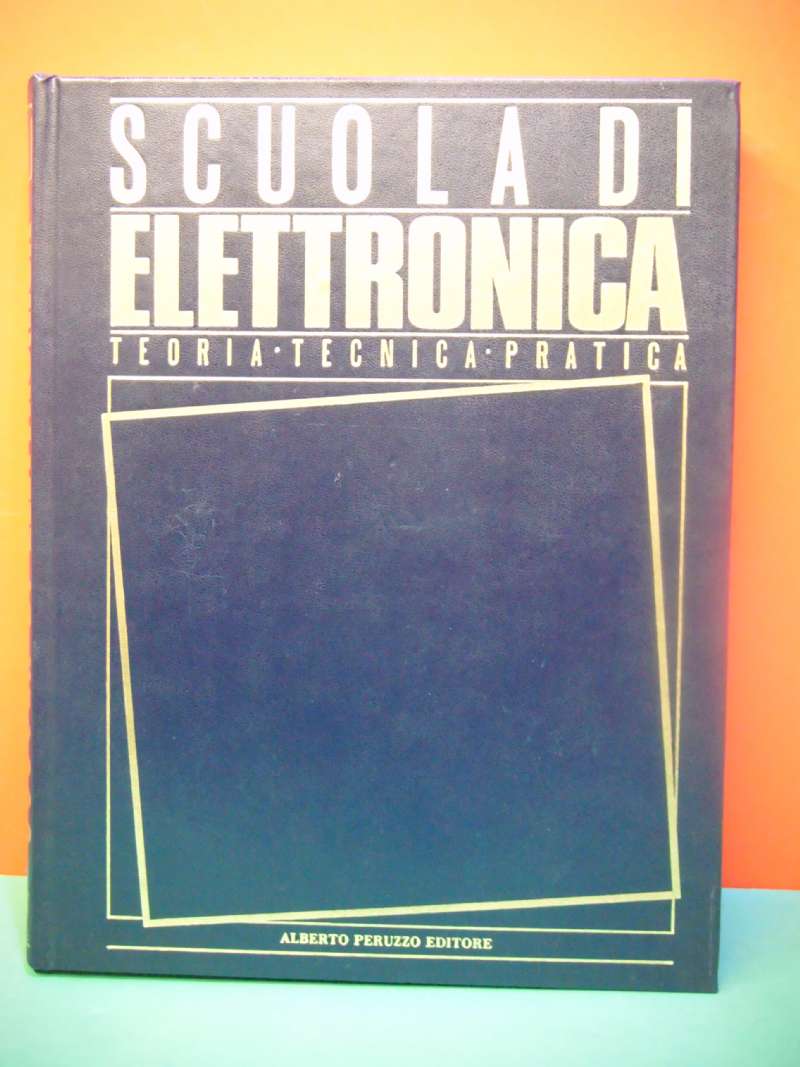 SCUOLA DI
ELETTRONICA
TEORIA·TECNICA·PRATICA
ALBERTO PERUZZO EDITORE